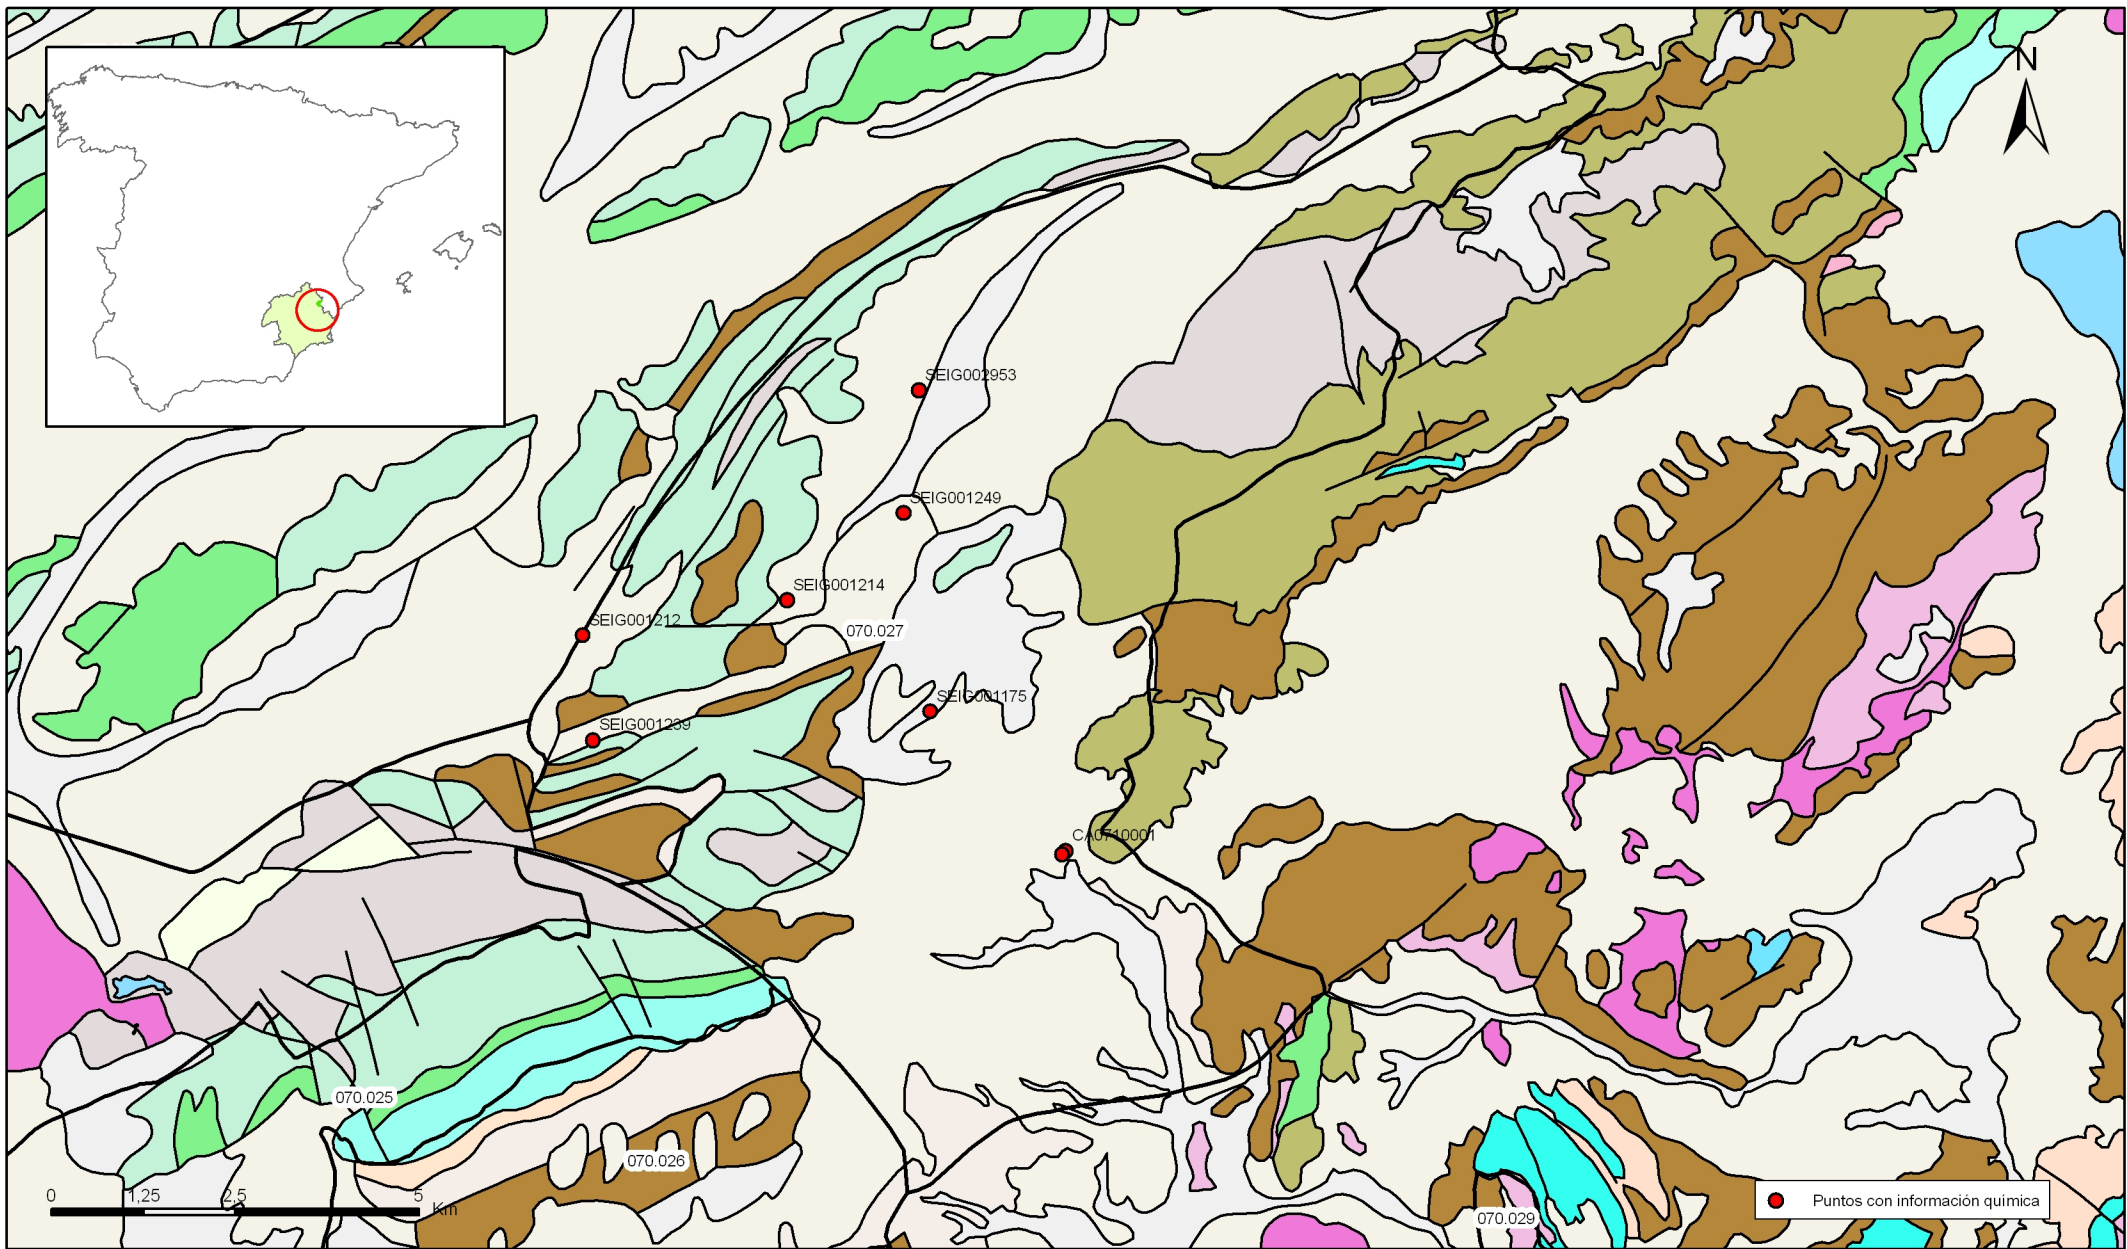 N
SEIG002953
SEIG001249
SEIG001214
SEIG001212
070.027
SEIG001175
SEIG001239
CA0710001
070.025
070.026
0 1,25 2,5 5
Km
Puntos con información química
070.029